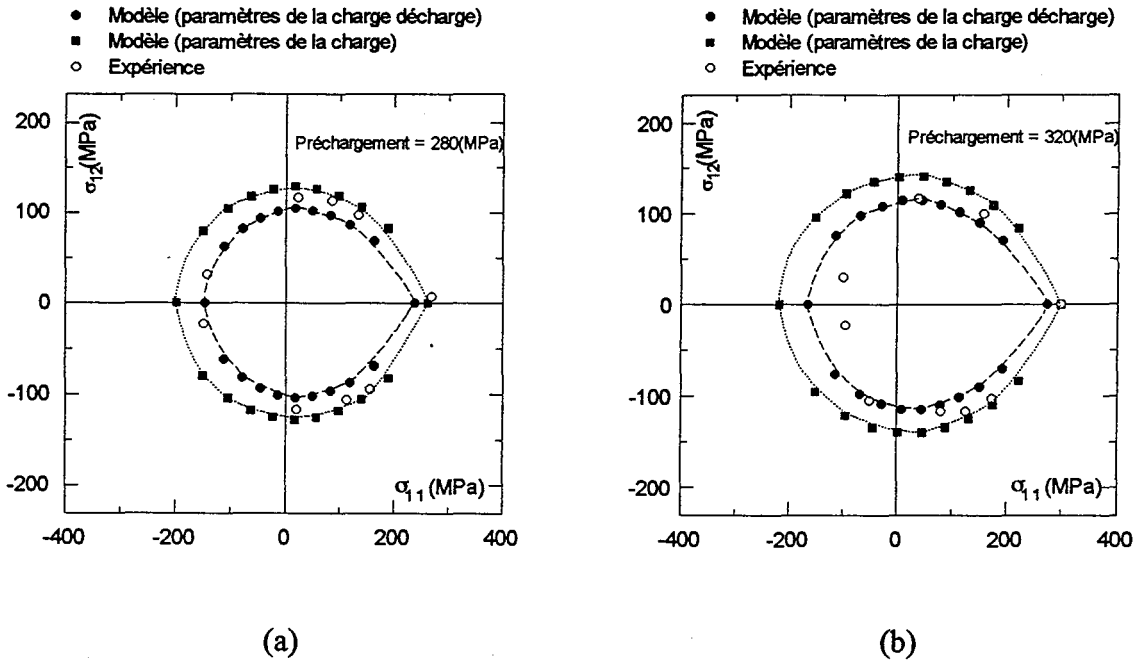 ● Modèle (paramètres de la charge décharge)
■ Modèle (paramètres de la charge)
○ Expérience
σ12(MPa)
Préchargement = 280(MPa)
200
100
0
-100
-200
σ11 (MPa)
-400
-200
0
200
400
(a)
● Modèle (paramètres de la charge décharge)
■ Modèle (paramètres de la charge)
○ Expérience
σ12(MPa)
Préchargement = 320(MPa)
200
100
0
-100
-200
σ11 (MPa)
-400
-200
0
200
400
(b)